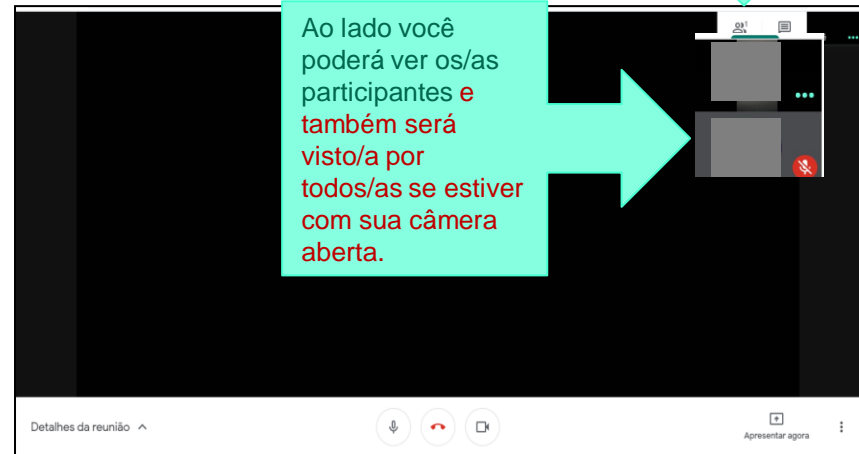 Ao lado você
poderá ver os/as
participantes e
também será
visto/a por
todos/as se estiver
com sua câmera
aberta.
Detalhes da reunião
Apresentar agora